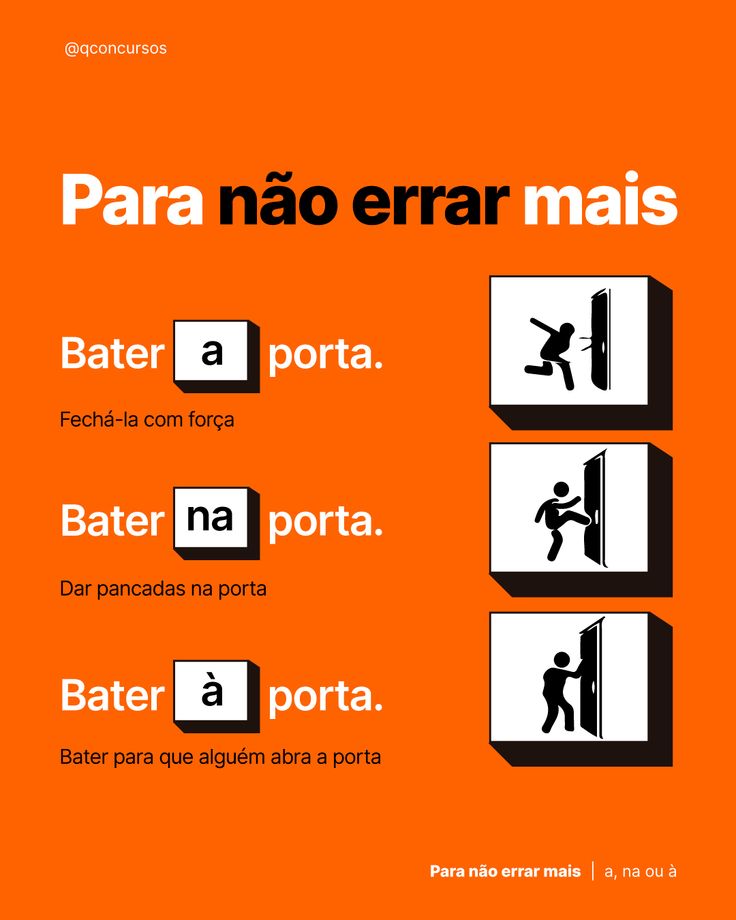 @qconcursos
Para não errar mais
Bater a porta.
Fechá-la com força
Bater na porta.
Dar pancadas na porta
Bater à porta.
Bater para que alguém abra a porta
Para não errar mais | a, na ou à